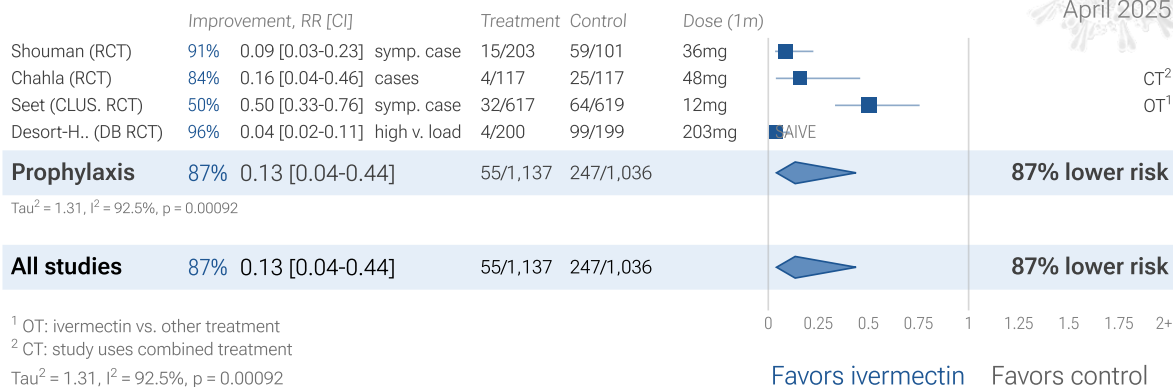 April 2025
Improvement, RR [CI] Treatment Control Dose (1m)
Shouman (RCT) 91% 0.09 [0.03-0.23] symp. case 15/203 59/101 36mg
Chahla (RCT) 84% 0.16 [0.04-0.46] cases 4/117 25/117 48mg CT²
Seet (CLUS. RCT) 50% 0.50 [0.33-0.76] symp. case 32/617 64/619 12mg OT¹
Desort-H.. (DB RCT) 96% 0.04 [0.02-0.11] high v. load 4/200 99/199 203mg SAIVE
Prophylaxis 87% 0.13 [0.04-0.44] 55/1,137 247/1,036 87% lower risk
Tau² = 1.31, I² = 92.5%, p = 0.00092
All studies 87% 0.13 [0.04-0.44] 55/1,137 247/1,036 87% lower risk
0 0.25 0.5 0.75 1 1.25 1.5 1.75 2+
¹ OT: ivermectin vs. other treatment
² CT: study uses combined treatment
Tau² = 1.31, I² = 92.5%, p = 0.00092 Favors ivermectin Favors control